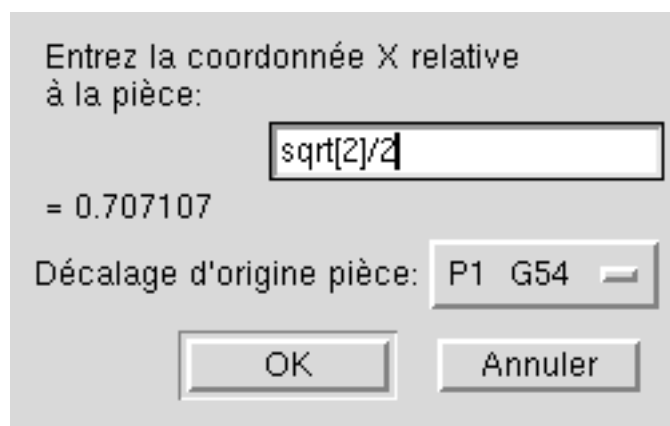 Entrez la coordonnée X relative
à la pièce:
sqrt[2]/2
= 0.707107
Décalage d'origine pièce: P1 G54
OK Annuler